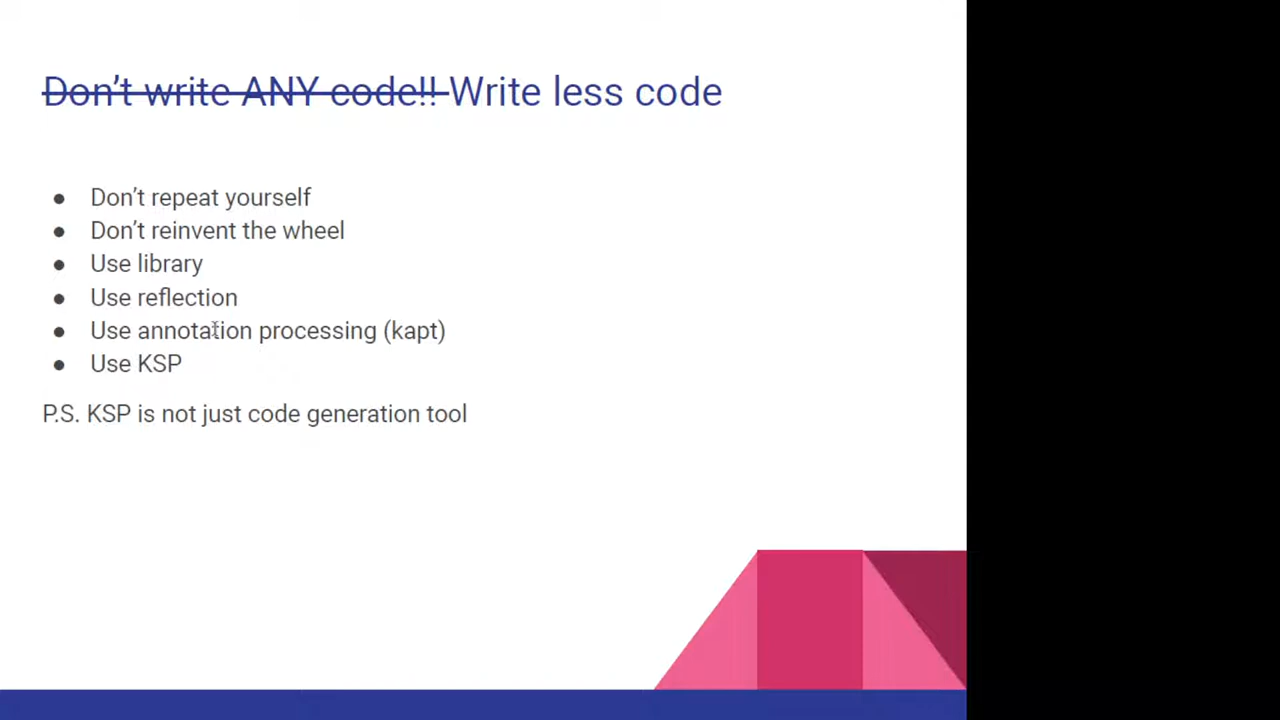 Don't write ANY code!! Write less code
● Don't repeat yourself
● Don't reinvent the wheel
● Use library
● Use reflection
● Use annotation processing (kapt)
● Use KSP
P.S. KSP is not just code generation tool